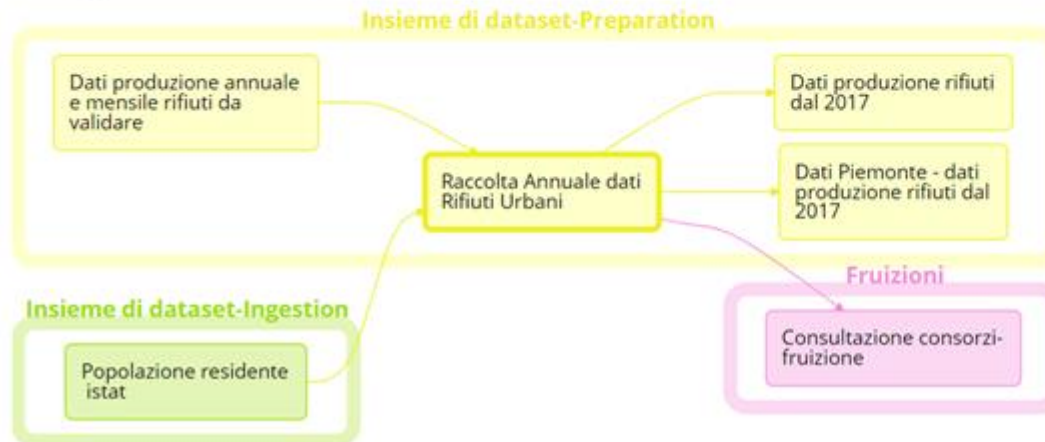 Insieme di dataset-Preparation
Dati produzione annuale
e mensile rifiuti da
validare
Dati produzione rifiuti
dal 2017
Raccolta Annuale dati
Rifiuti Urbani
Dati Piemonte - dati
produzione rifiuti dal
2017
Fruizioni
Insieme di dataset-Ingestion
Consultazione consorzi-
fruizione
Popolazione residente
istat